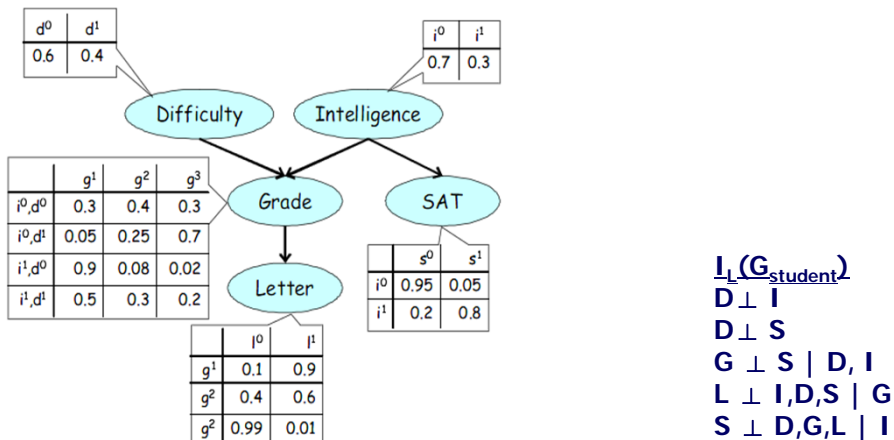 d⁰ d¹
0.6 0.4
i⁰ i¹
0.7 0.3
Difficulty
Intelligence
g¹ g² g³
i⁰,d⁰ 0.3 0.4 0.3
i⁰,d¹ 0.05 0.25 0.7
i¹,d⁰ 0.9 0.08 0.02
i¹,d¹ 0.5 0.3 0.2
Grade
SAT
s⁰ s¹
i⁰ 0.95 0.05
i¹ 0.2 0.8
Letter
l⁰ l¹
g¹ 0.1 0.9
g² 0.4 0.6
g² 0.99 0.01
I_L(G_student)
D ⊥ I
D ⊥ S
G ⊥ S | D, I
L ⊥ I,D,S | G
S ⊥ D,G,L | I